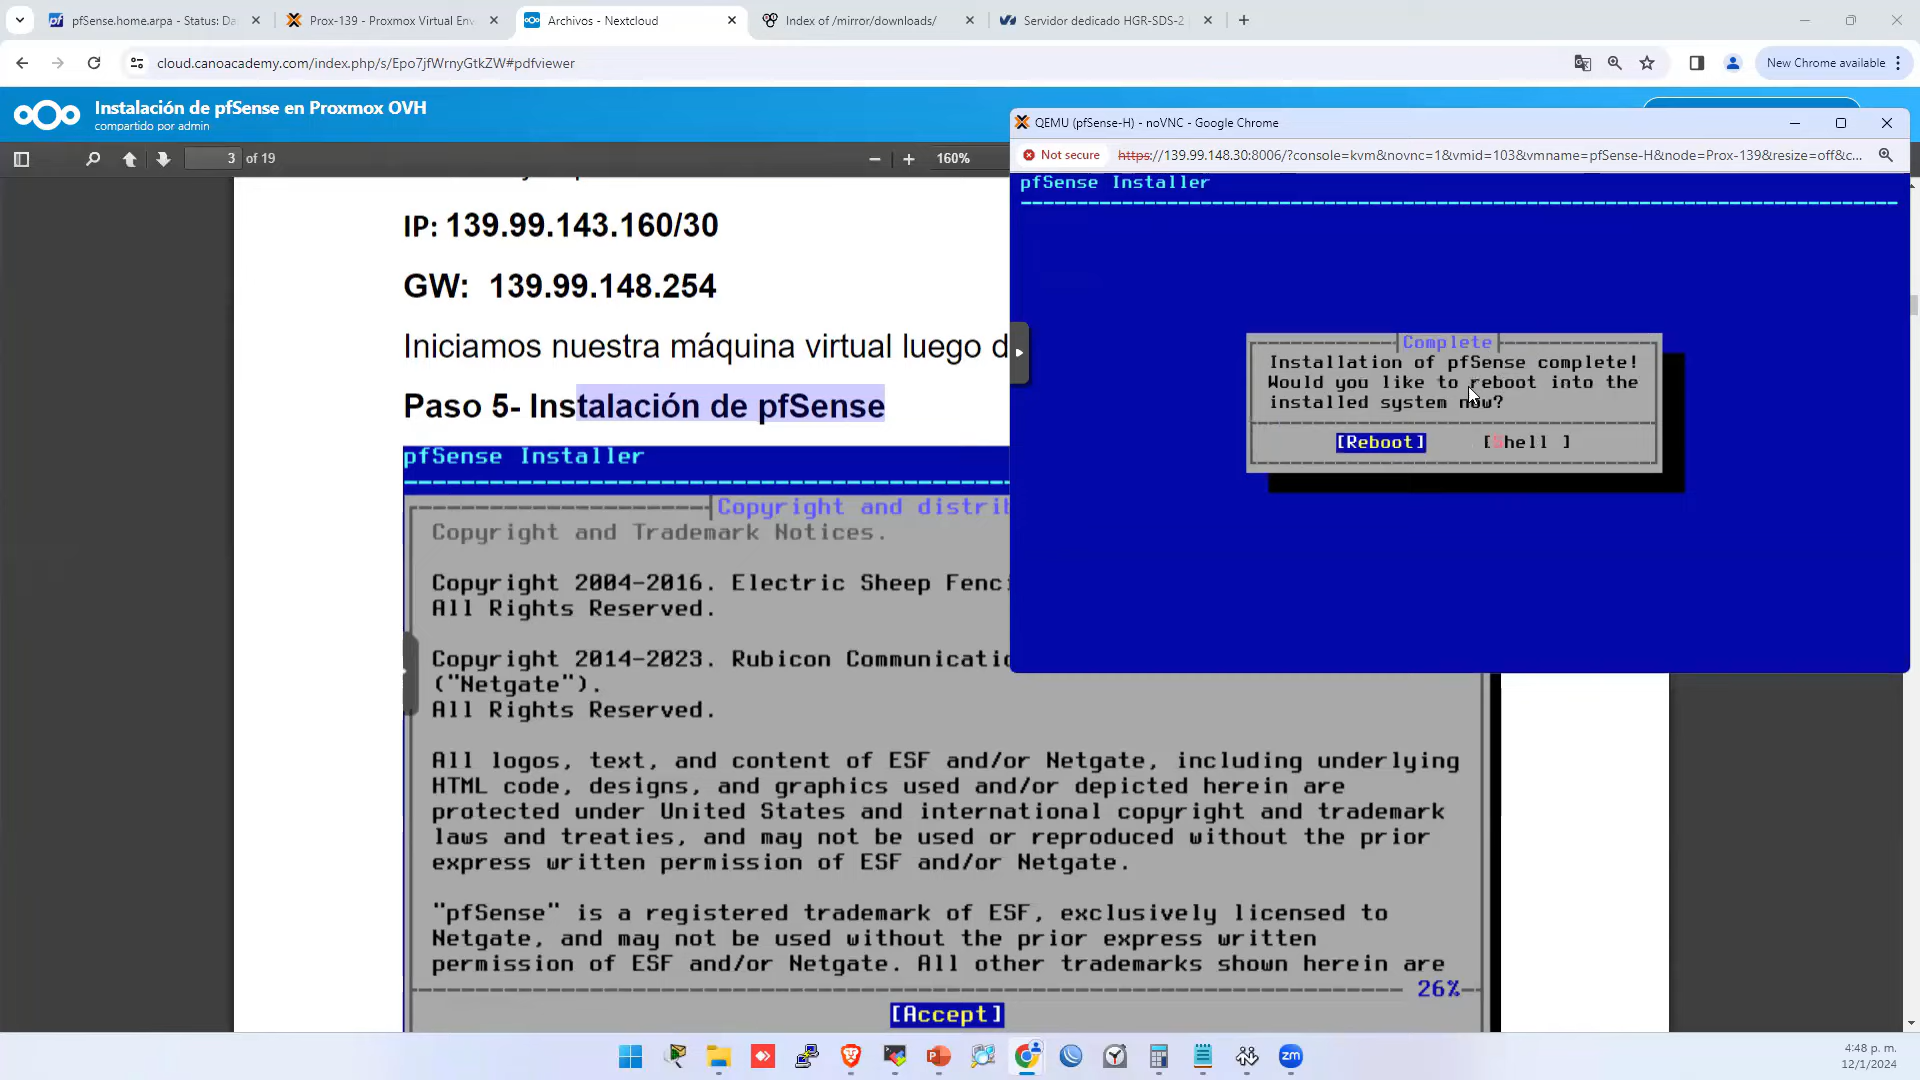 pfSense.home.arpa - Status: Da
Prox-139 - Proxmox Virtual Env
Archivos - Nextcloud
Index of /mirror/downloads/
Servidor dedicado HGR-SDS-2
cloud.canoacademy.com/index.php/s/Epo7jfWrnyGtkZW#pdfviewer
New Chrome available
Instalación de pfSense en Proxmox OVH
compartido por admin
3 of 19
160%
IP: 139.99.143.160/30
GW: 139.99.148.254
Iniciamos nuestra máquina virtual luego d
Paso 5- Instalación de pfSense
pfSense Installer
Copyright and distrib
Copyright and Trademark Notices.
Copyright 2004-2016. Electric Sheep Fenci
All Rights Reserved.
Copyright 2014-2023. Rubicon Communicatio
("Netgate").
All Rights Reserved.
All logos, text, and content of ESF and/or Netgate, including underlying
HTML code, designs, and graphics used and/or depicted herein are
protected under United States and international copyright and trademark
laws and treaties, and may not be used or reproduced without the prior
express written permission of ESF and/or Netgate.
"pfSense" is a registered trademark of ESF, exclusively licensed to
Netgate, and may not be used without the prior express written
permission of ESF and/or Netgate. All other trademarks shown herein are
26%
[Accept]
QEMU (pfSense-H) - noVNC - Google Chrome
Not secure
https://139.99.148.30:8006/?console=kvm&novnc=1&vmid=103&vmname=pfSense-H&node=Prox-139&resize=off&c...
pfSense Installer
Complete
Installation of pfSense complete!
Would you like to reboot into the
installed system now?
[Reboot] [Shell ]
zm
4:48 p. m.
12/1/2024